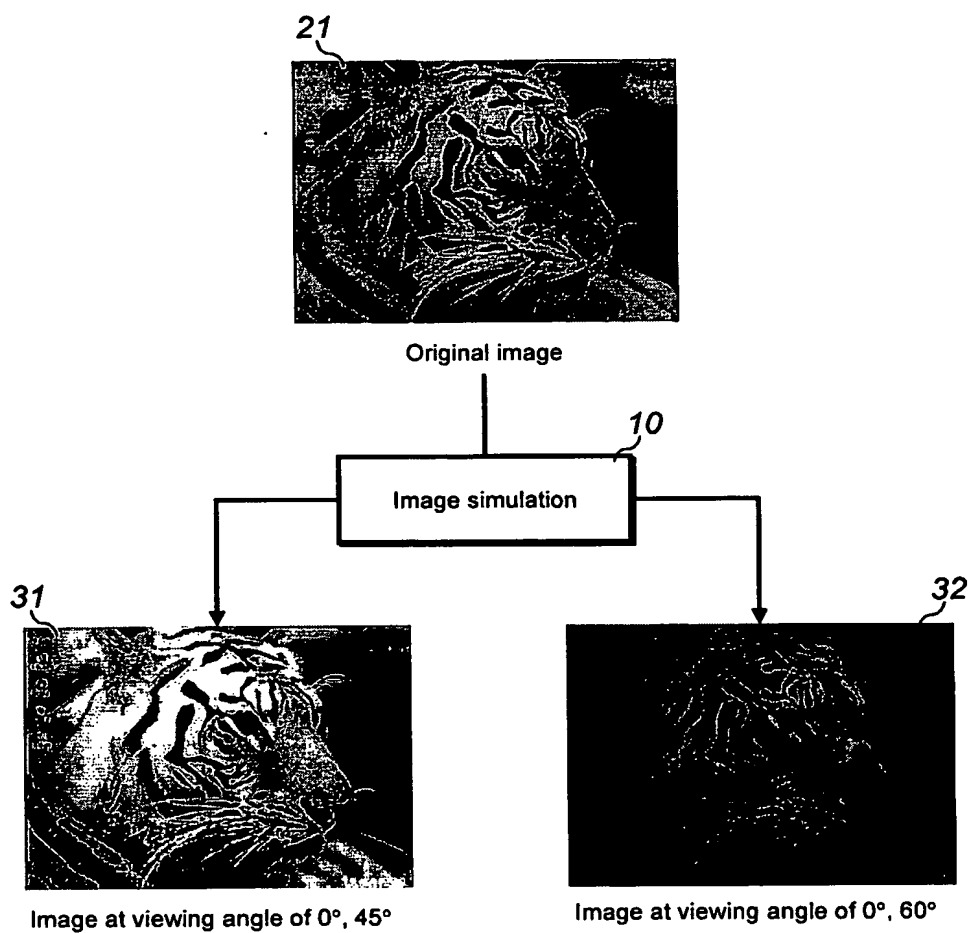 21
Original image
10
Image simulation
31
32
Image at viewing angle of 0°, 45°
Image at viewing angle of 0°, 60°